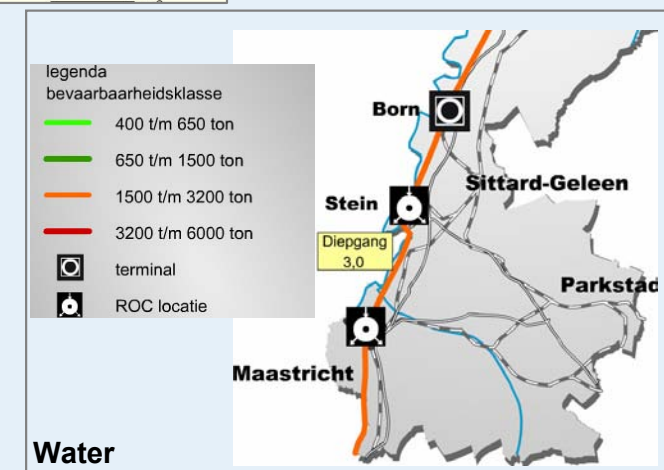 legenda
bevaarbaarheidsklasse
400 t/m 650 ton
650 t/m 1500 ton
1500 t/m 3200 ton
3200 t/m 6000 ton
terminal
ROC locatie
Born
Sittard-Geleen
Stein
Diepgang
3,0
Parkstad
Maastricht
Water